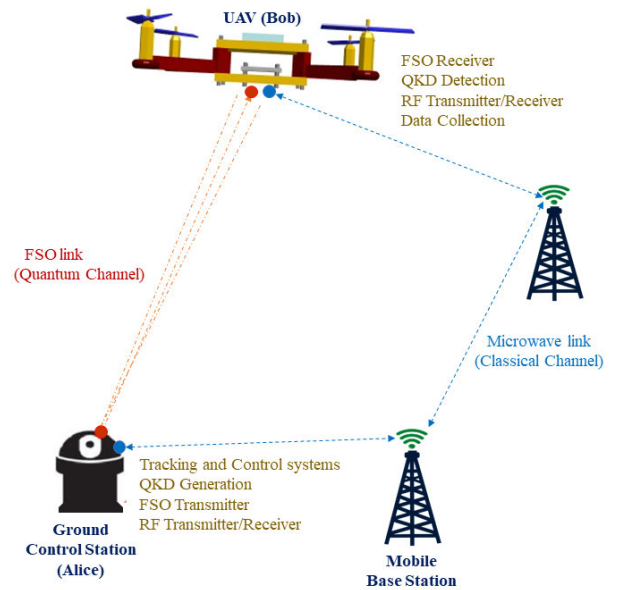 UAV (Bob)
FSO Receiver
QKD Detection
RF Transmitter/Receiver
Data Collection
FSO link
(Quantum Channel)
Microwave link
(Classical Channel)
Tracking and Control systems
QKD Generation
FSO Transmitter
RF Transmitter/Receiver
Ground
Control Station
(Alice)
Mobile
Base Station